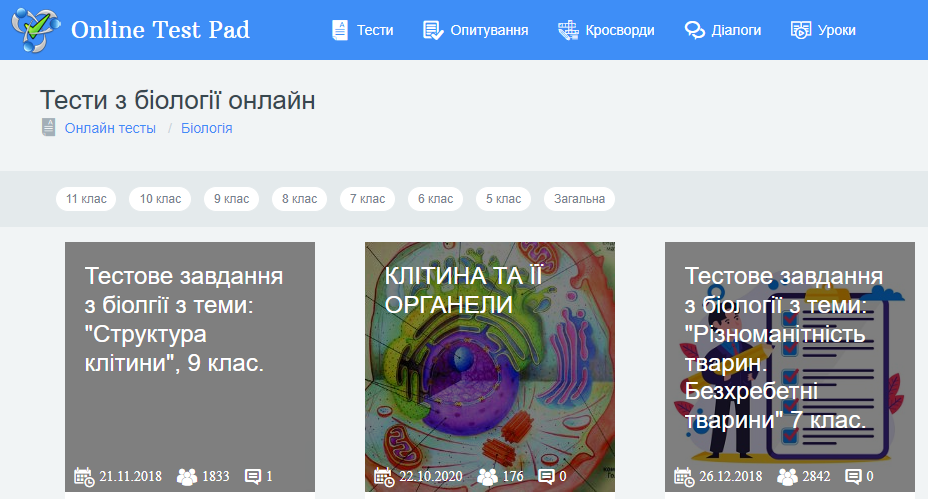 Online Test Pad
Тести
Опитування
Кросворди
Діалоги
Уроки
Тести з біології онлайн
Онлайн тесты / Біологія
11 клас
10 клас
9 клас
8 клас
7 клас
6 клас
5 клас
Загальна
Тестове завдання
з біолгії з теми:
"Структура
клітини", 9 клас.
21.11.2018 1833 1
КЛІТИНА ТА ЇЇ
ОРГАНЕЛИ
22.10.2020 176 0
Тестове завдання
з біології з теми:
"Різноманітність
тварин.
Безхребетні
тварини" 7 клас.
26.12.2018 2842 0